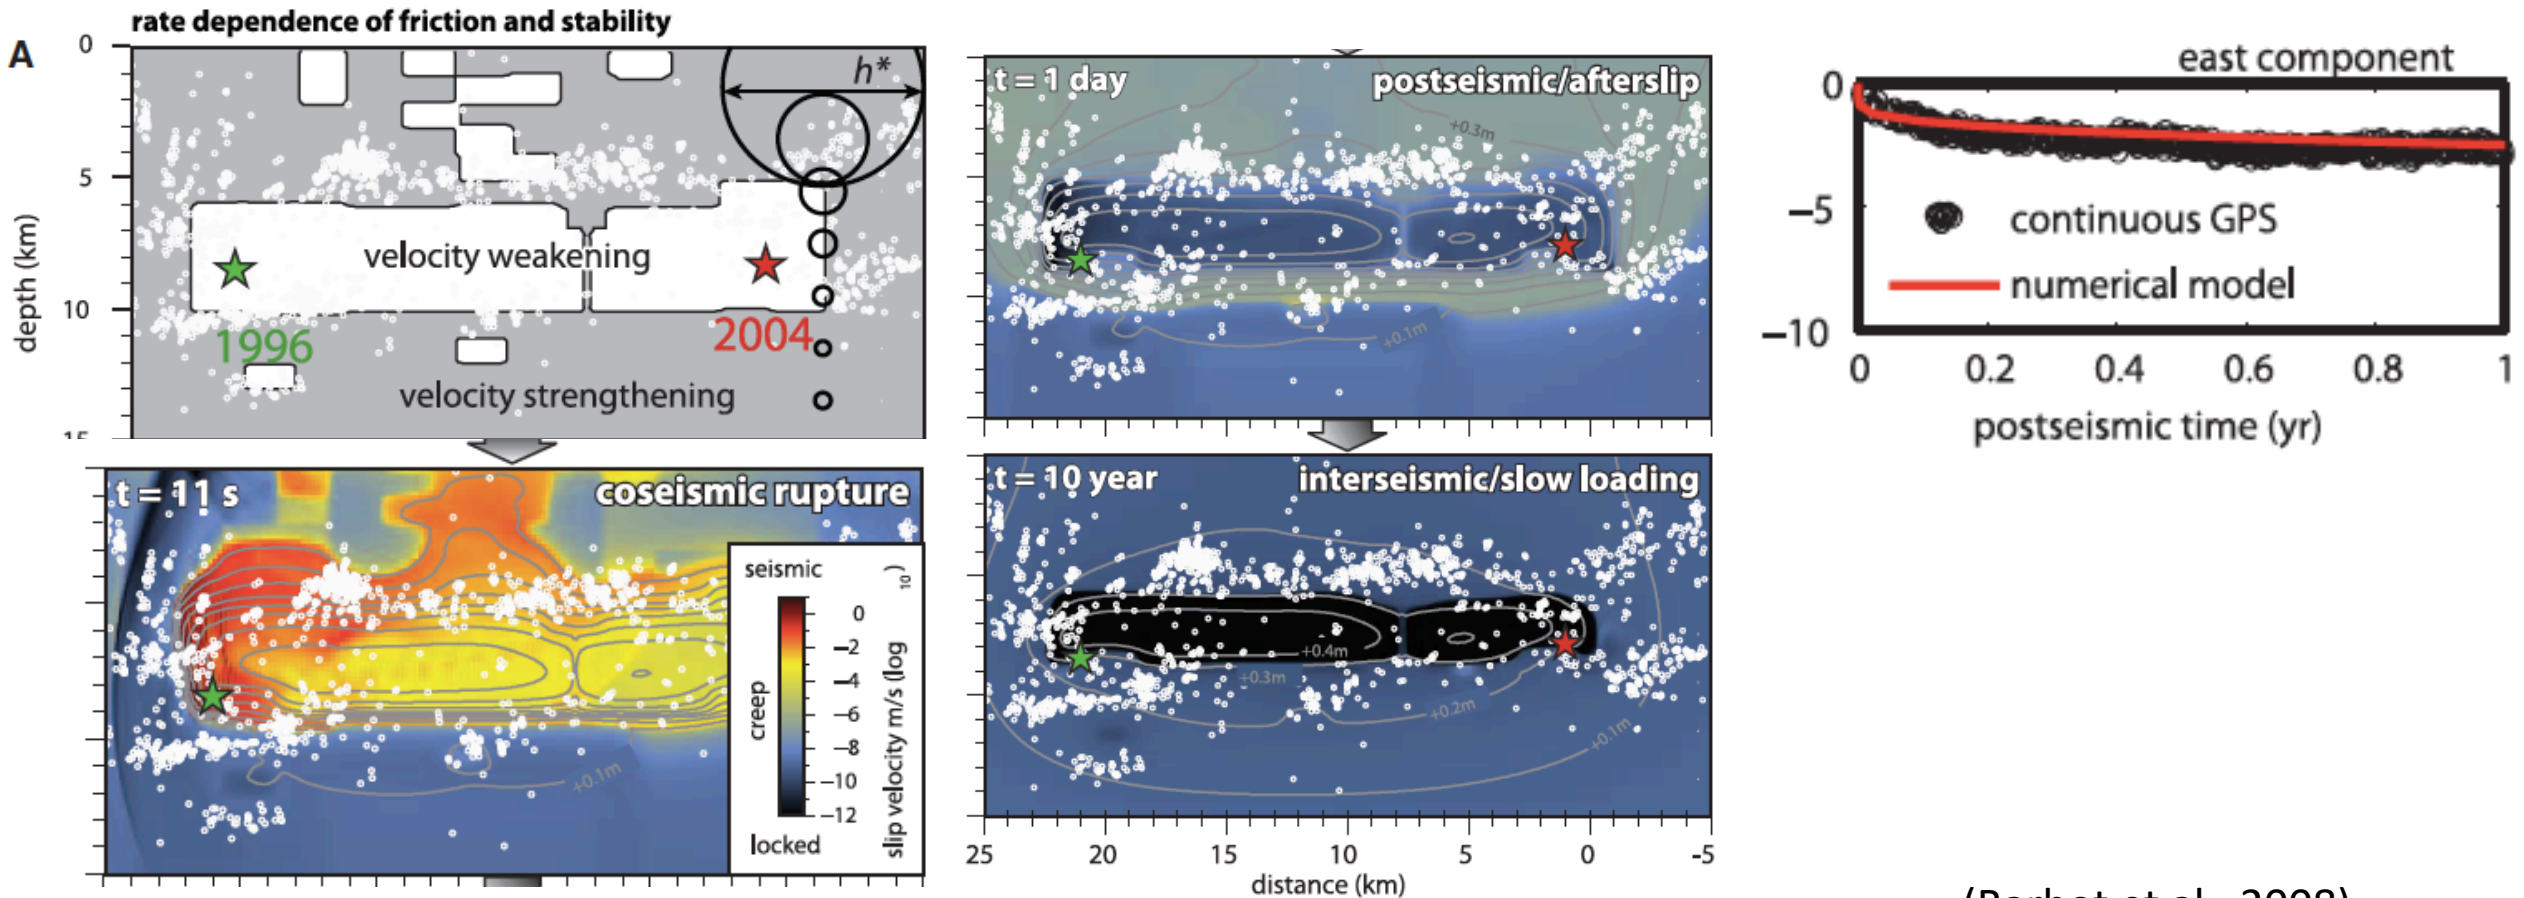 rate dependence of friction and stability
A
0
5
10
depth (km)
h*
velocity weakening
1996
2004
velocity strengthening
t = 11 s
coseismic rupture
seismic
creep
locked
0
−2
−4
−6
−8
−10
−12
slip velocity m/s (log
10)
+0.1m
t = 1 day
postseismic/afterslip
+0.3m
+0.1m
t = 10 year
interseismic/slow loading
+0.4m
+0.3m
+0.2m
+0.1m
25
20
15
10
5
0
-5
distance (km)
east component
0
−5
−10
continuous GPS
numerical model
0
0.2
0.4
0.6
0.8
1
postseismic time (yr)